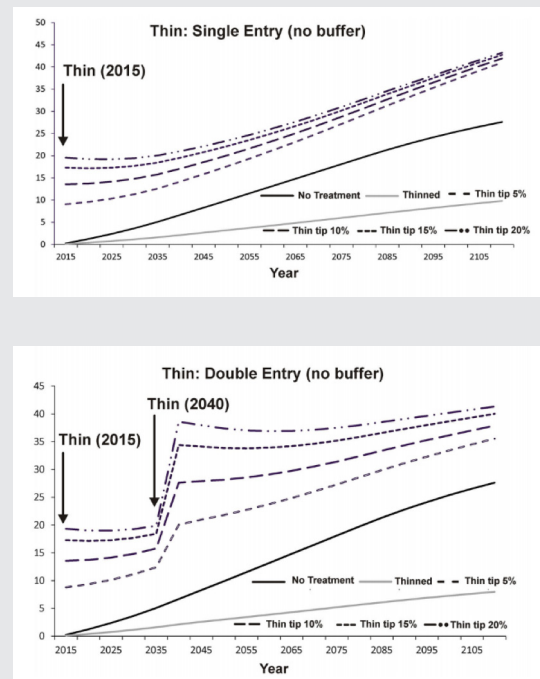 Thin: Single Entry (no buffer)
50
45
40
35
30
25
20
15
10
5
0
Thin (2015)
No Treatment Thinned Thin tip 5%
Thin tip 10% Thin tip 15% Thin tip 20%
2015 2025 2035 2045 2055 2065 2075 2085 2095 2105
Year
Thin: Double Entry (no buffer)
45
40
35
30
25
20
15
10
5
0
Thin (2040)
Thin (2015)
No Treatment Thinned Thin tip 5%
Thin tip 10% Thin tip 15% Thin tip 20%
2015 2025 2035 2045 2055 2065 2075 2085 2095 2105
Year